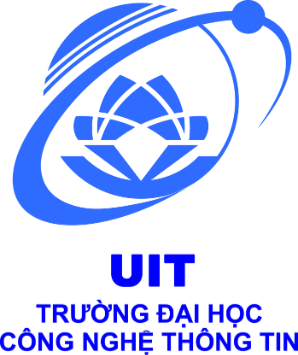 UIT
TRƯỜNG ĐẠI HỌC
CÔNG NGHỆ THÔNG TIN